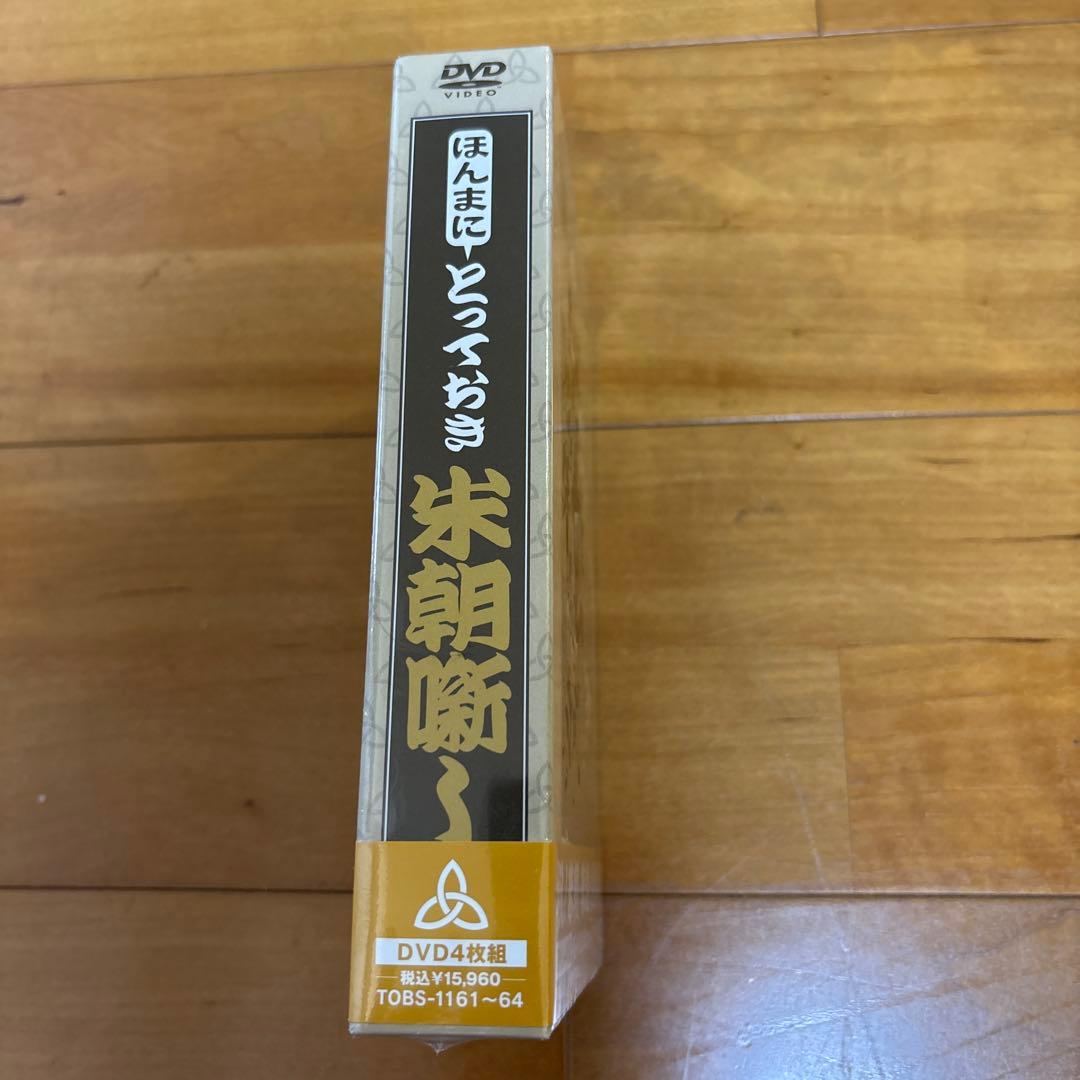 DVD
VIDEO
ほんまに
とっておき
米朝噺し
DVD4枚組
税込¥15,960
TOBS-1161~64